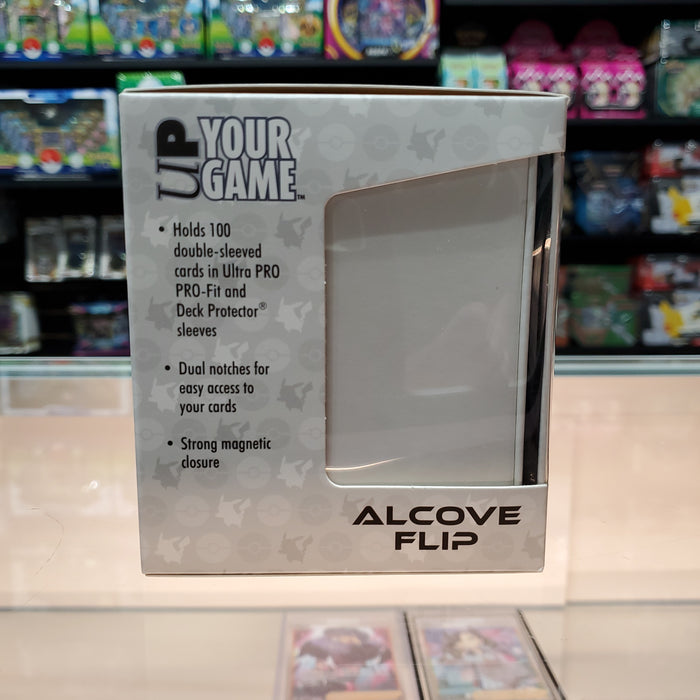 UP YOUR
GAME™
• Holds 100
double-sleeved
cards in Ultra PRO
PRO-Fit and
Deck Protector®
sleeves
• Dual notches for
easy access to
your cards
• Strong magnetic
closure
ALCOVE
FLIP